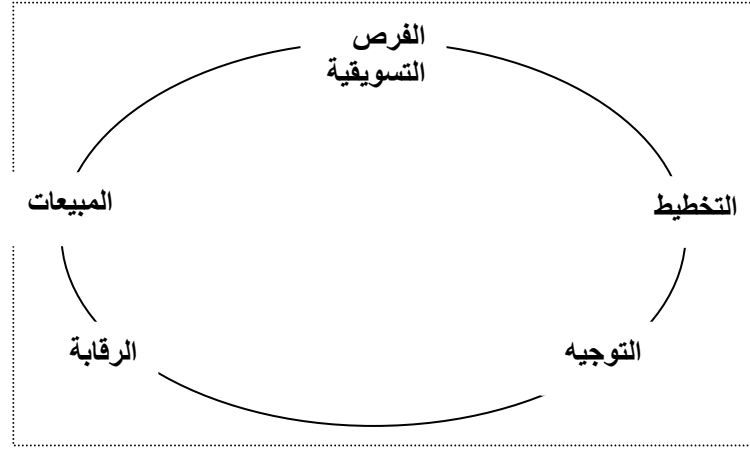 الفرص
التسويقية
التخطيط
المبيعات
التوجيه
الرقابة